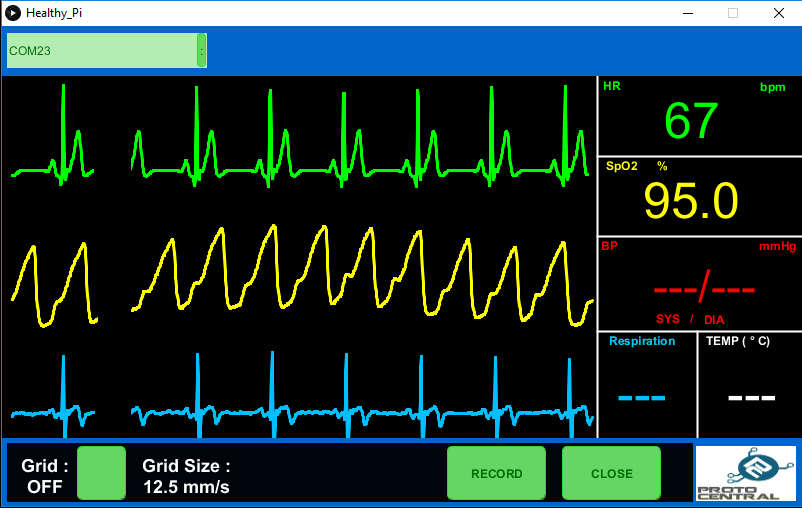 Healthy_Pi
COM23 :
HR bpm
67
SpO2 %
95.0
BP mmHg
---/---
SYS / DIA
Respiration TEMP ( ° C)
--- ---
Grid :
OFF
Grid Size :
12.5 mm/s
RECORD
CLOSE
PROTO
CENTRAL